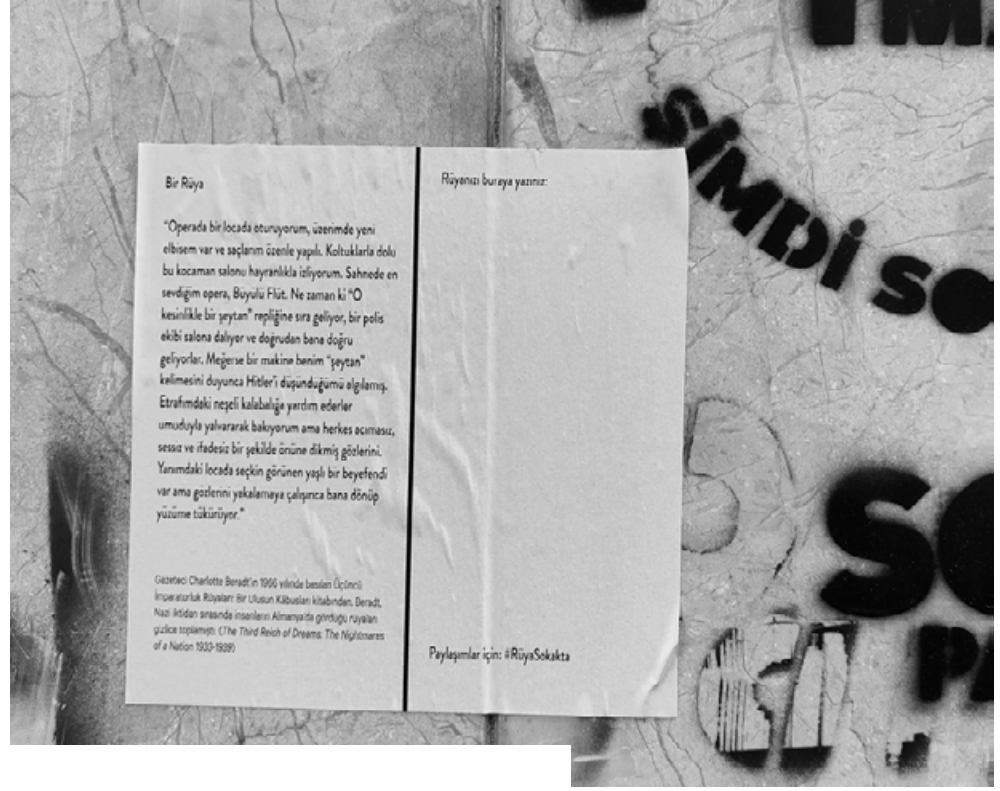 Bir Rüya
“Operada bir locada oturuyorum, üzerimde yeni
elbisem var ve saçlarım özenle yapılı. Koltuklarla dolu
bu kocaman salonu hayranlıkla izliyorum. Sahnede en
sevdiğim opera, Büyülü Flüt. Ne zaman ki “O
kesinlikle bir şeytan” repliğine sıra geliyor, bir polis
ekibi salona dalıyor ve doğrudan bana doğru
geliyorlar. Meğerse bir makine benim “şeytan”
kelimesini duyunca Hitler’i düşündüğümü algılamış.
Etrafımdaki neşeli kalabalığa yardım ederler
umuduyla yalvararak bakıyorum ama herkes acımasız,
sessiz ve ifadesiz bir şekilde önüne dikmiş gözlerini.
Yanımdaki locada seçkin görünen yaşlı bir beyefendi
var ama gözlerini yakalamaya çalışınca bana dönüp
yüzüme tükürüyor.”
Gazeteci Charlotte Beradt’ın 1966 yılında basılan Üçüncü
İmparatorluk Rüyaları: Bir Ulusun Kâbusları kitabından. Beradt,
Nazi iktidarı sırasında insanların Almanya’da gördüğü rüyaları
gizlice toplamıştı. (The Third Reich of Dreams: The Nightmares
of a Nation 1933-1939)
Rüyanızı buraya yazınız:
Paylaşımlar için: #RüyaSokakta
ŞİMDİ